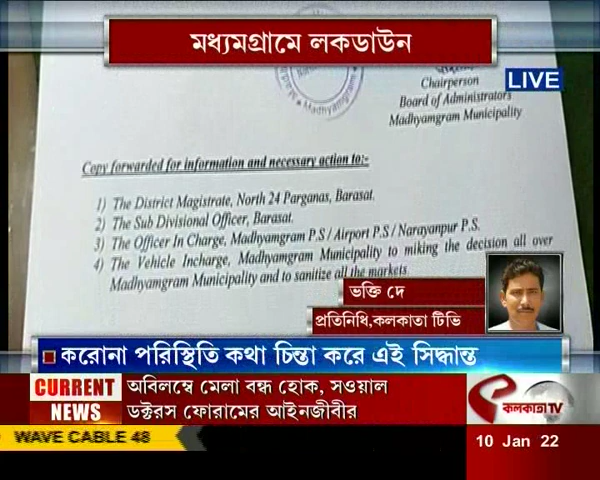 মধ্যমগ্রামে লকডাউন
LIVE
Chairperson
Board of Administrators
Madhyamgram Municipality
Copy forwarded for information and necessary action to:-
1) The District Magistrate, North 24 Parganas, Barasat.
2) The Sub Divisional Officer, Barasat.
3) The Officer In Charge, Madhyamgram P.S / Airport P.S / Narayanpur P.S.
4) The Vehicle Incharge, Madhyamgram Municipality to miking the decision all over
Madhyamgram Municipality and to sanitize all the markets
ভক্তি দে
প্রতিনিধি,কলকাতা টিভি
করোনা পরিস্থিতি কথা চিন্তা করে এই সিদ্ধান্ত
CURRENT
NEWS
অবিলম্বে মেলা বন্ধ হোক, সওয়াল
ডক্টরস ফোরামের আইনজীবীর
কলকাতা TV
WAVE CABLE 48
10 Jan 22